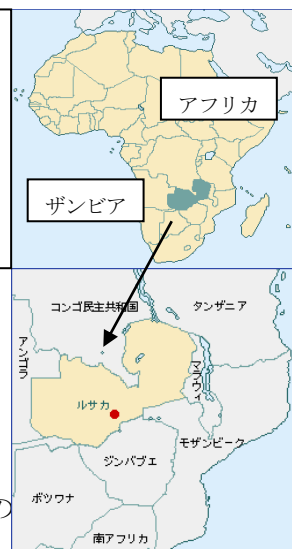 アフリカ
ザンビア
コンゴ民主共和国
タンザニア
アンゴラ
マラウィ
ルサカ
モザンビーク
ジンバブエ
ボツワナ
の
南アフリカ